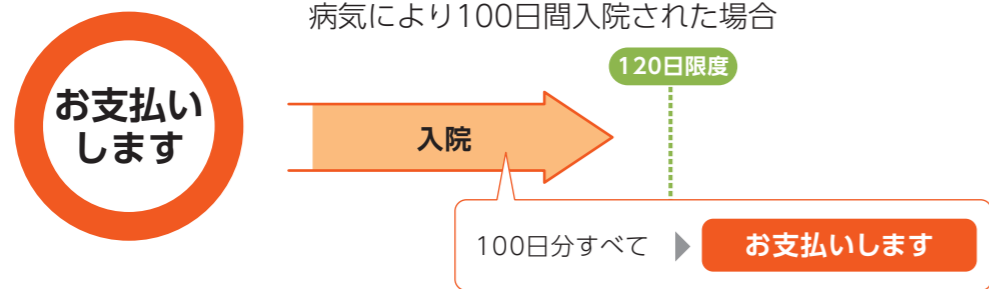 病気により100日間入院された場合
お支払い
します
120日限度
入院
100日分すべて お支払いします